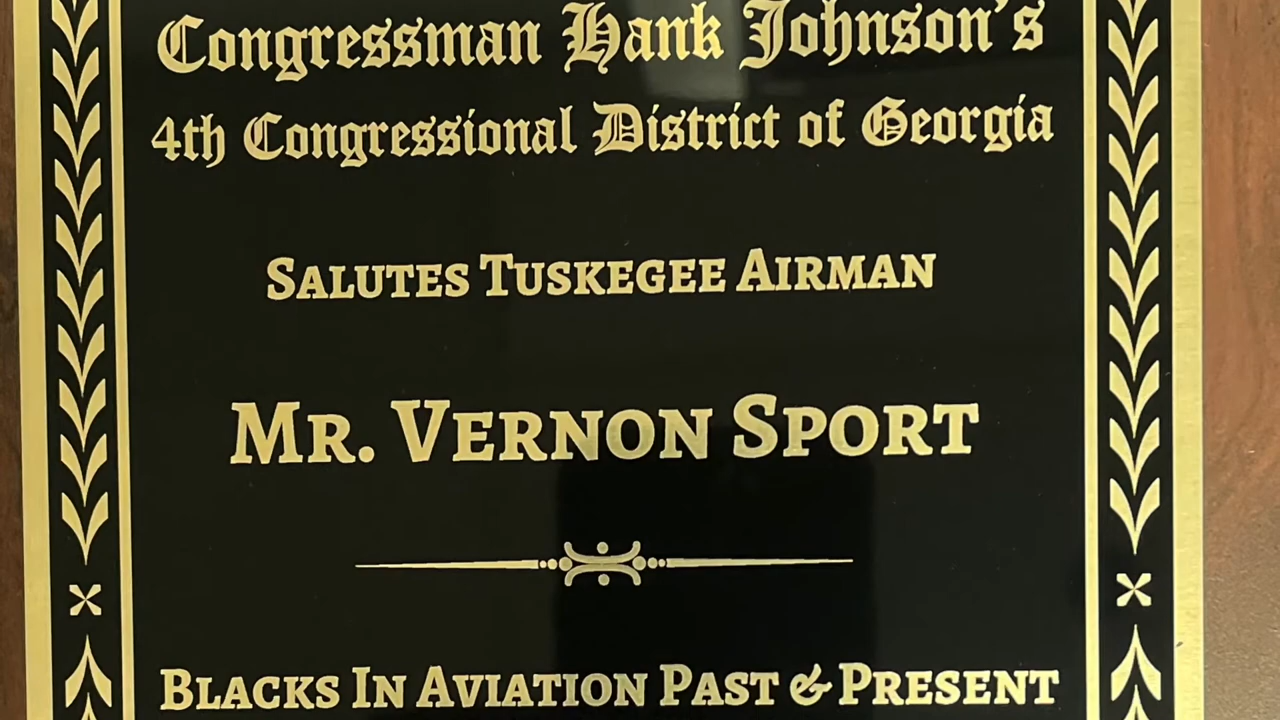 Congressman Hank Johnson's
4th Congressional District of Georgia
Salutes Tuskegee Airman
Mr. Vernon Sport
Blacks In Aviation Past & Present